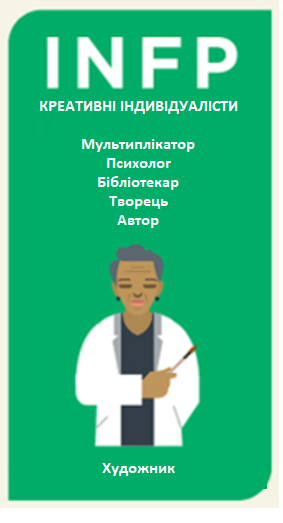 INFP
КРЕАТИВНІ ІНДИВІДУАЛІСТИ
Мультиплікатор
Психолог
Бібліотекар
Творець
Автор
Художник